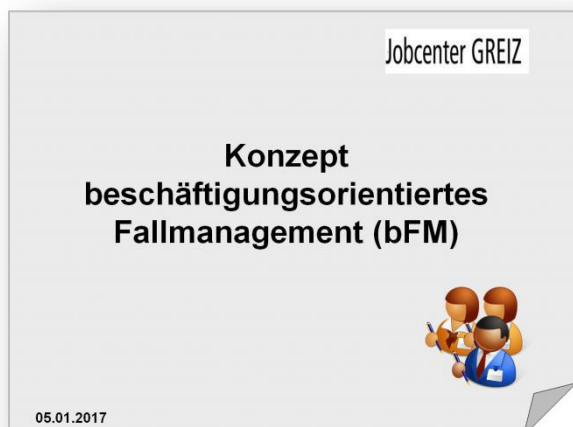 Jobcenter GREIZ
Konzept
beschäftigungsorientiertes
Fallmanagement (bFM)
05.01.2017